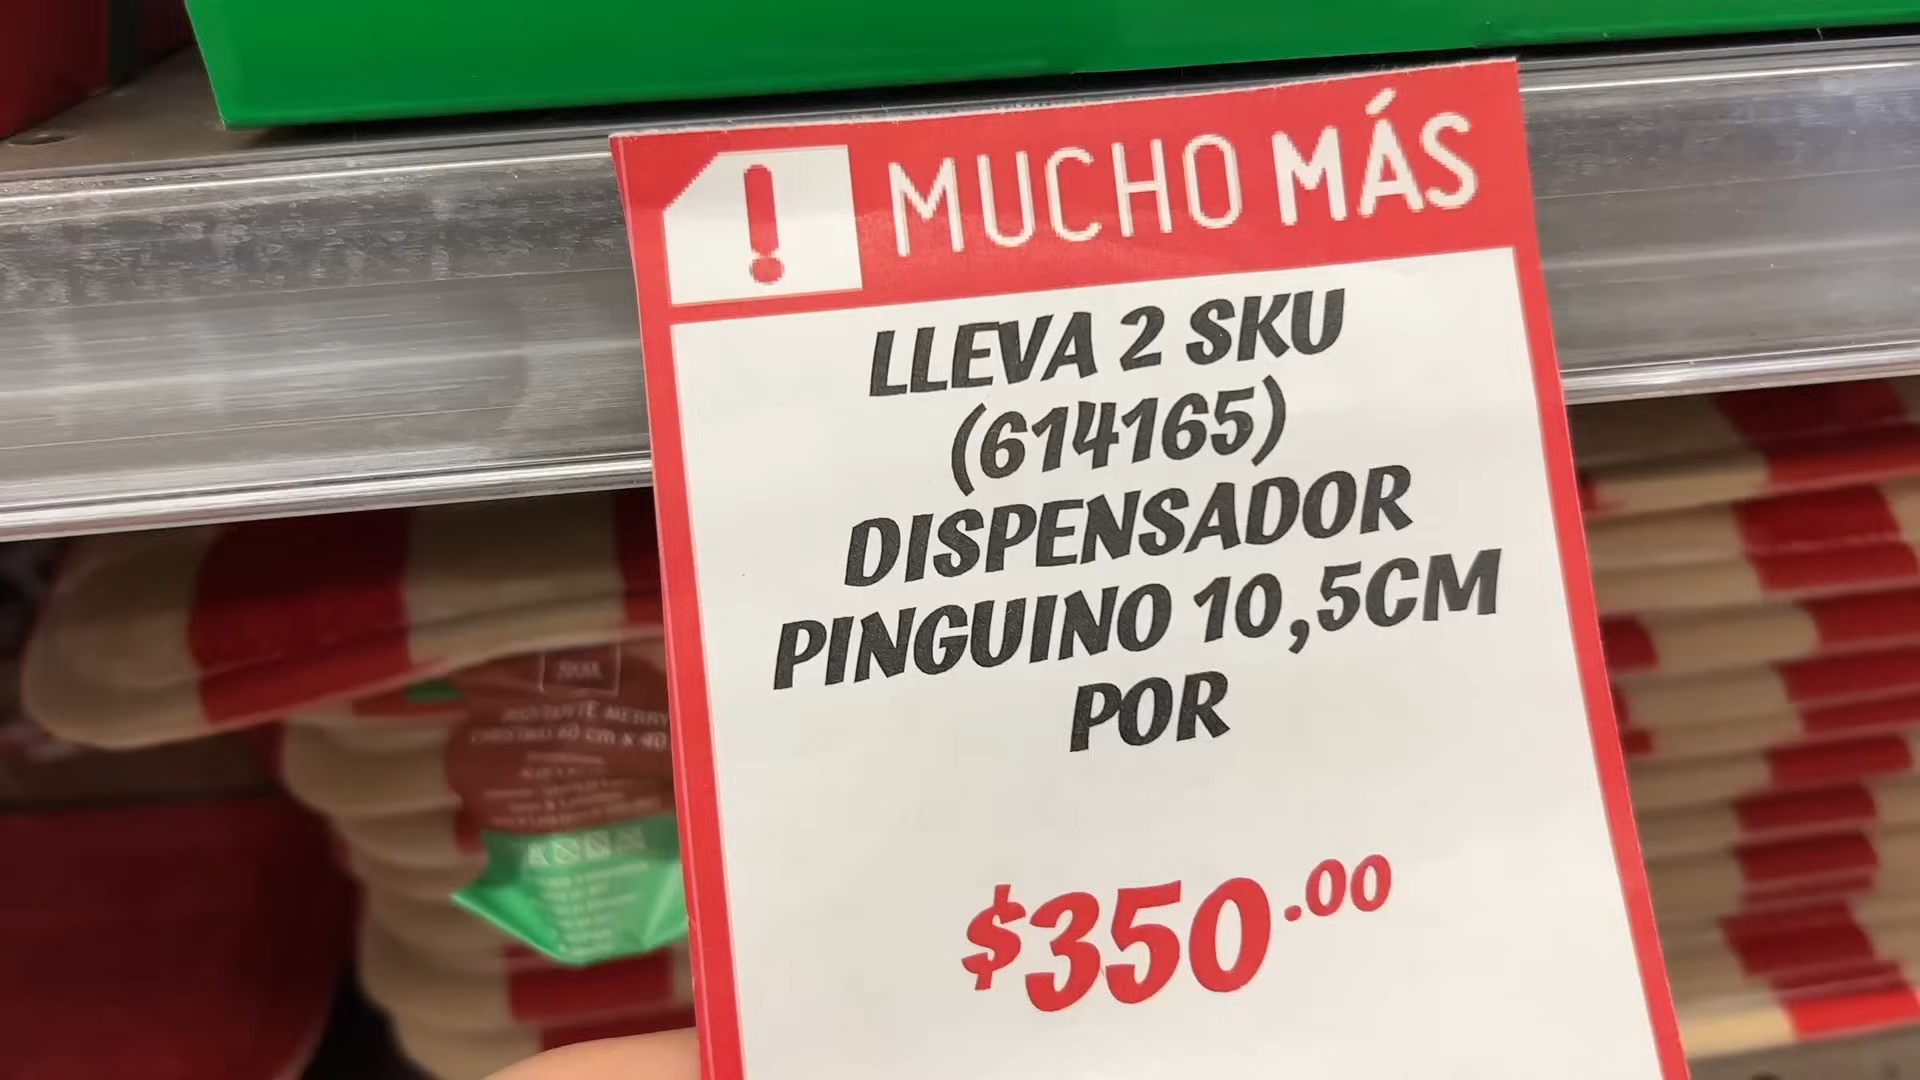 ! MUCHO MÁS
LLEVA 2 SKU
(614165)
DISPENSADOR
PINGUINO 10,5CM
POR
$350.00